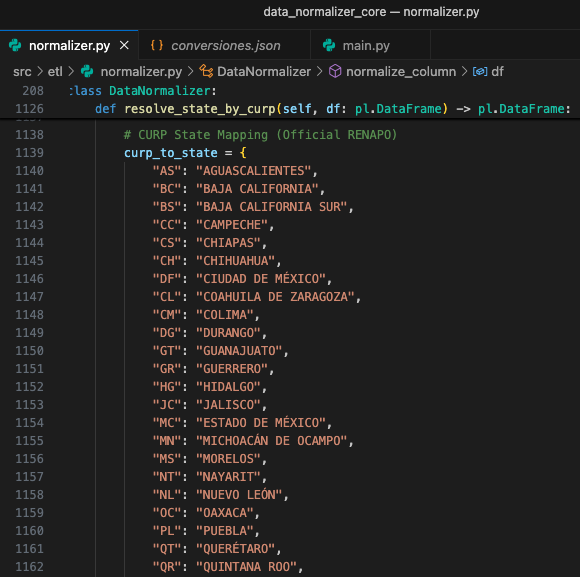 data_normalizer_core — normalizer.py
normalizer.py
{} conversiones.json
main.py
src > etl > normalizer.py > DataNormalizer > normalize_column > df
208 :lass DataNormalizer:
1126 def resolve_state_by_curp(self, df: pl.DataFrame) -> pl.DataFrame:
1138 # CURP State Mapping (Official RENAPO)
1139 curp_to_state = {
1140 "AS": "AGUASCALIENTES",
1141 "BC": "BAJA CALIFORNIA",
1142 "BS": "BAJA CALIFORNIA SUR",
1143 "CC": "CAMPECHE",
1144 "CS": "CHIAPAS",
1145 "CH": "CHIHUAHUA",
1146 "DF": "CIUDAD DE MÉXICO",
1147 "CL": "COAHUILA DE ZARAGOZA",
1148 "CM": "COLIMA",
1149 "DG": "DURANGO",
1150 "GT": "GUANAJUATO",
1151 "GR": "GUERRERO",
1152 "HG": "HIDALGO",
1153 "JC": "JALISCO",
1154 "MC": "ESTADO DE MÉXICO",
1155 "MN": "MICHOACÁN DE OCAMPO",
1156 "MS": "MORELOS",
1157 "NT": "NAYARIT",
1158 "NL": "NUEVO LEÓN",
1159 "OC": "OAXACA",
1160 "PL": "PUEBLA",
1161 "QT": "QUERÉTARO",
1162 "QR": "QUINTANA ROO",